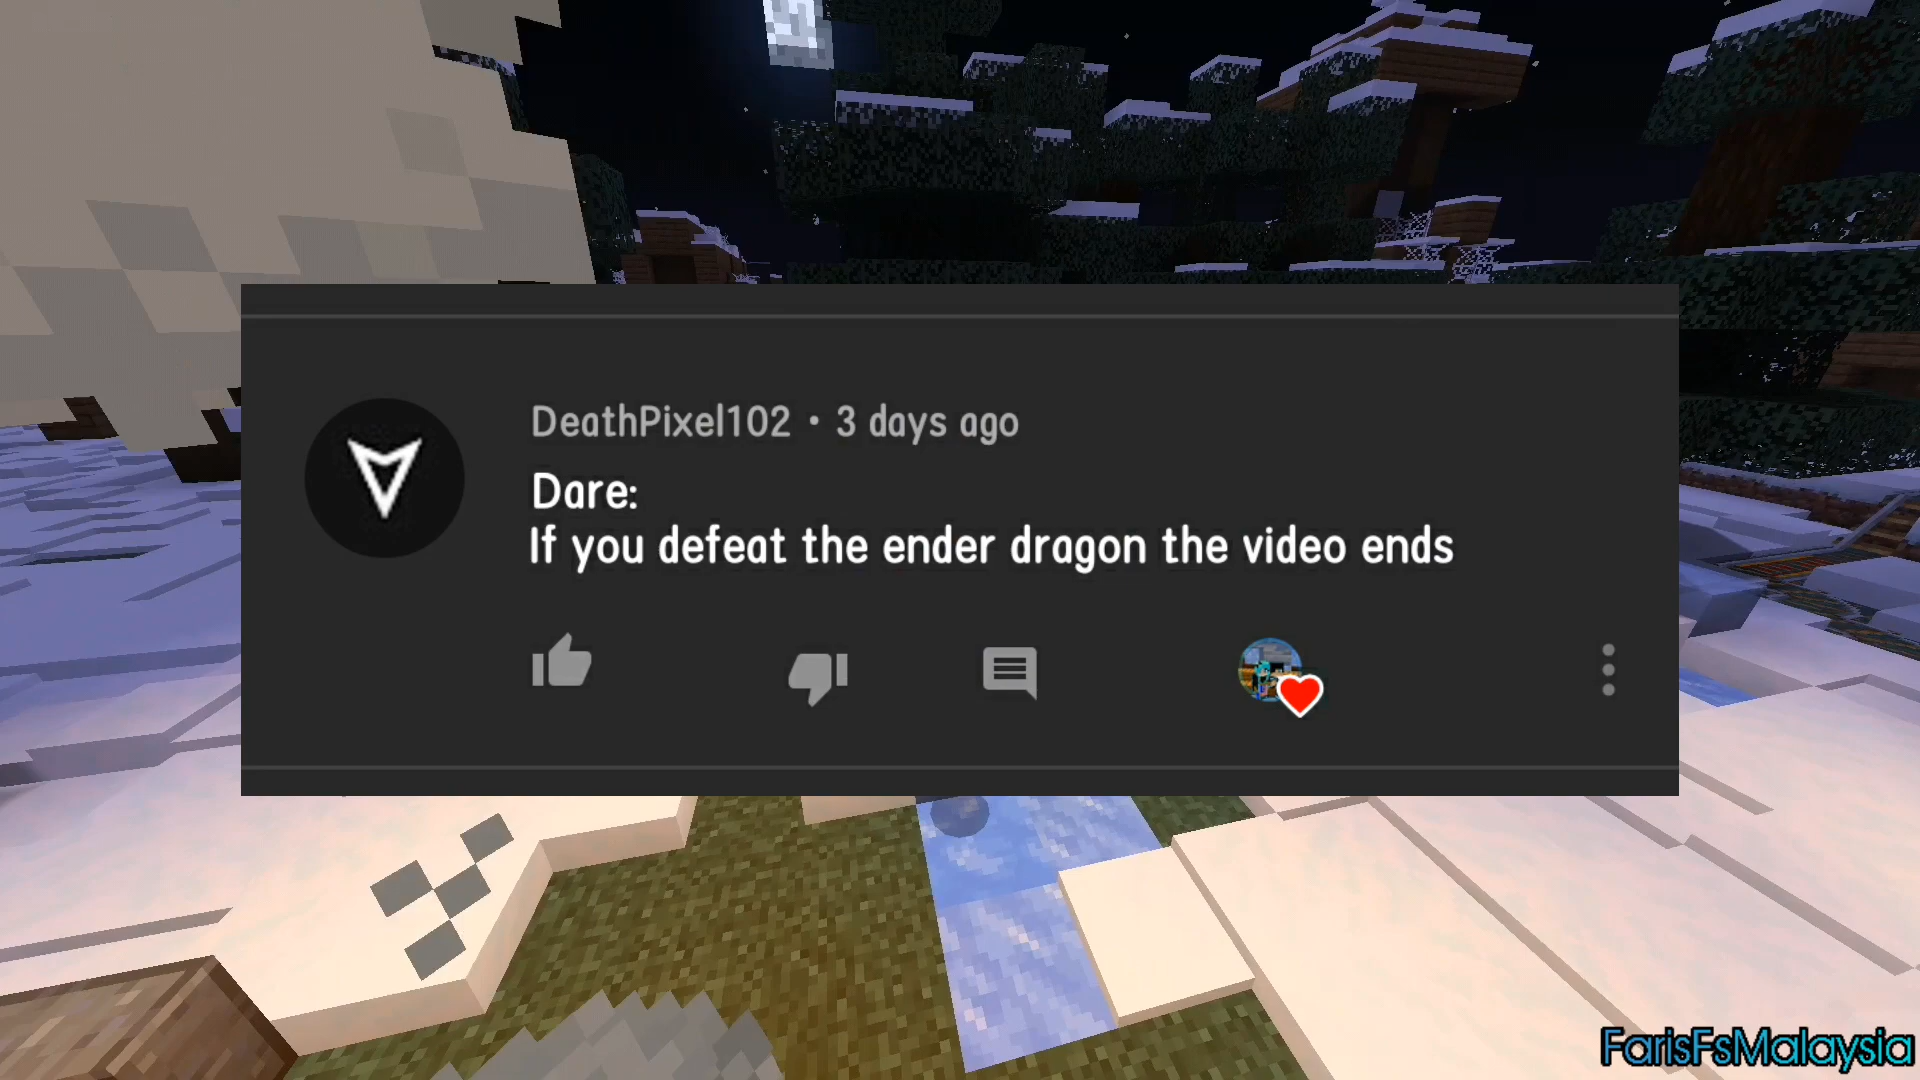 DeathPixel102 • 3 days ago
Dare:
If you defeat the ender dragon the video ends
FarisFsMalaysia